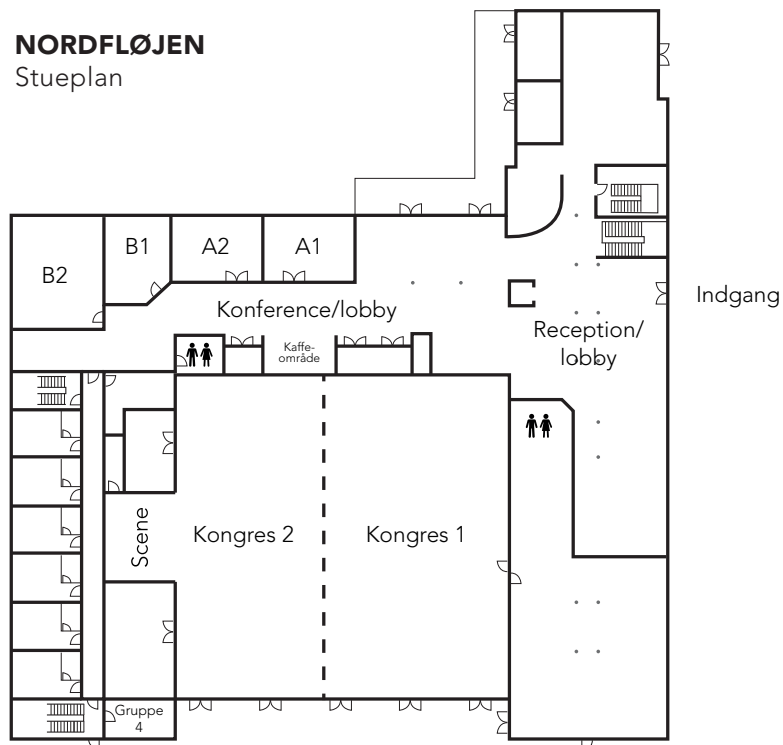 NORDFLØJEN
Stueplan
B2
B1
A2
A1
Konference/lobby
Indgang
Reception/
lobby
Kaffe-
område
Scene
Kongres 2
Kongres 1
Gruppe
4